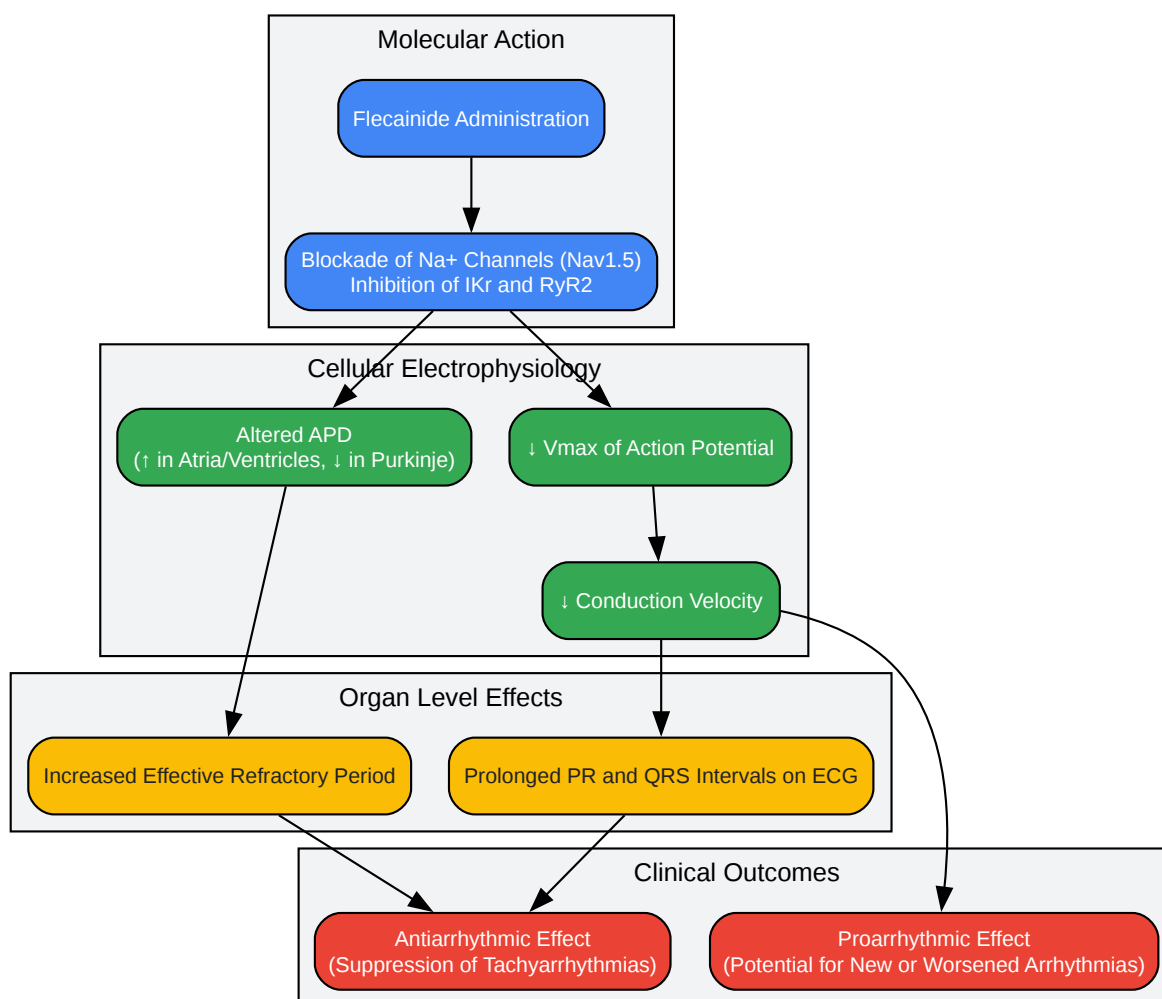 Molecular Action
Flecainide Administration
Blockade of Na+ Channels (Nav1.5)
Inhibition of IKr and RyR2
Cellular Electrophysiology
Altered APD
(↑ in Atria/Ventricles, ↓ in Purkinje)
↓ Vmax of Action Potential
↓ Conduction Velocity
Organ Level Effects
Increased Effective Refractory Period
Prolonged PR and QRS Intervals on ECG
Clinical Outcomes
Antiarrhythmic Effect
(Suppression of Tachyarrhythmias)
Proarrhythmic Effect
(Potential for New or Worsened Arrhythmias)